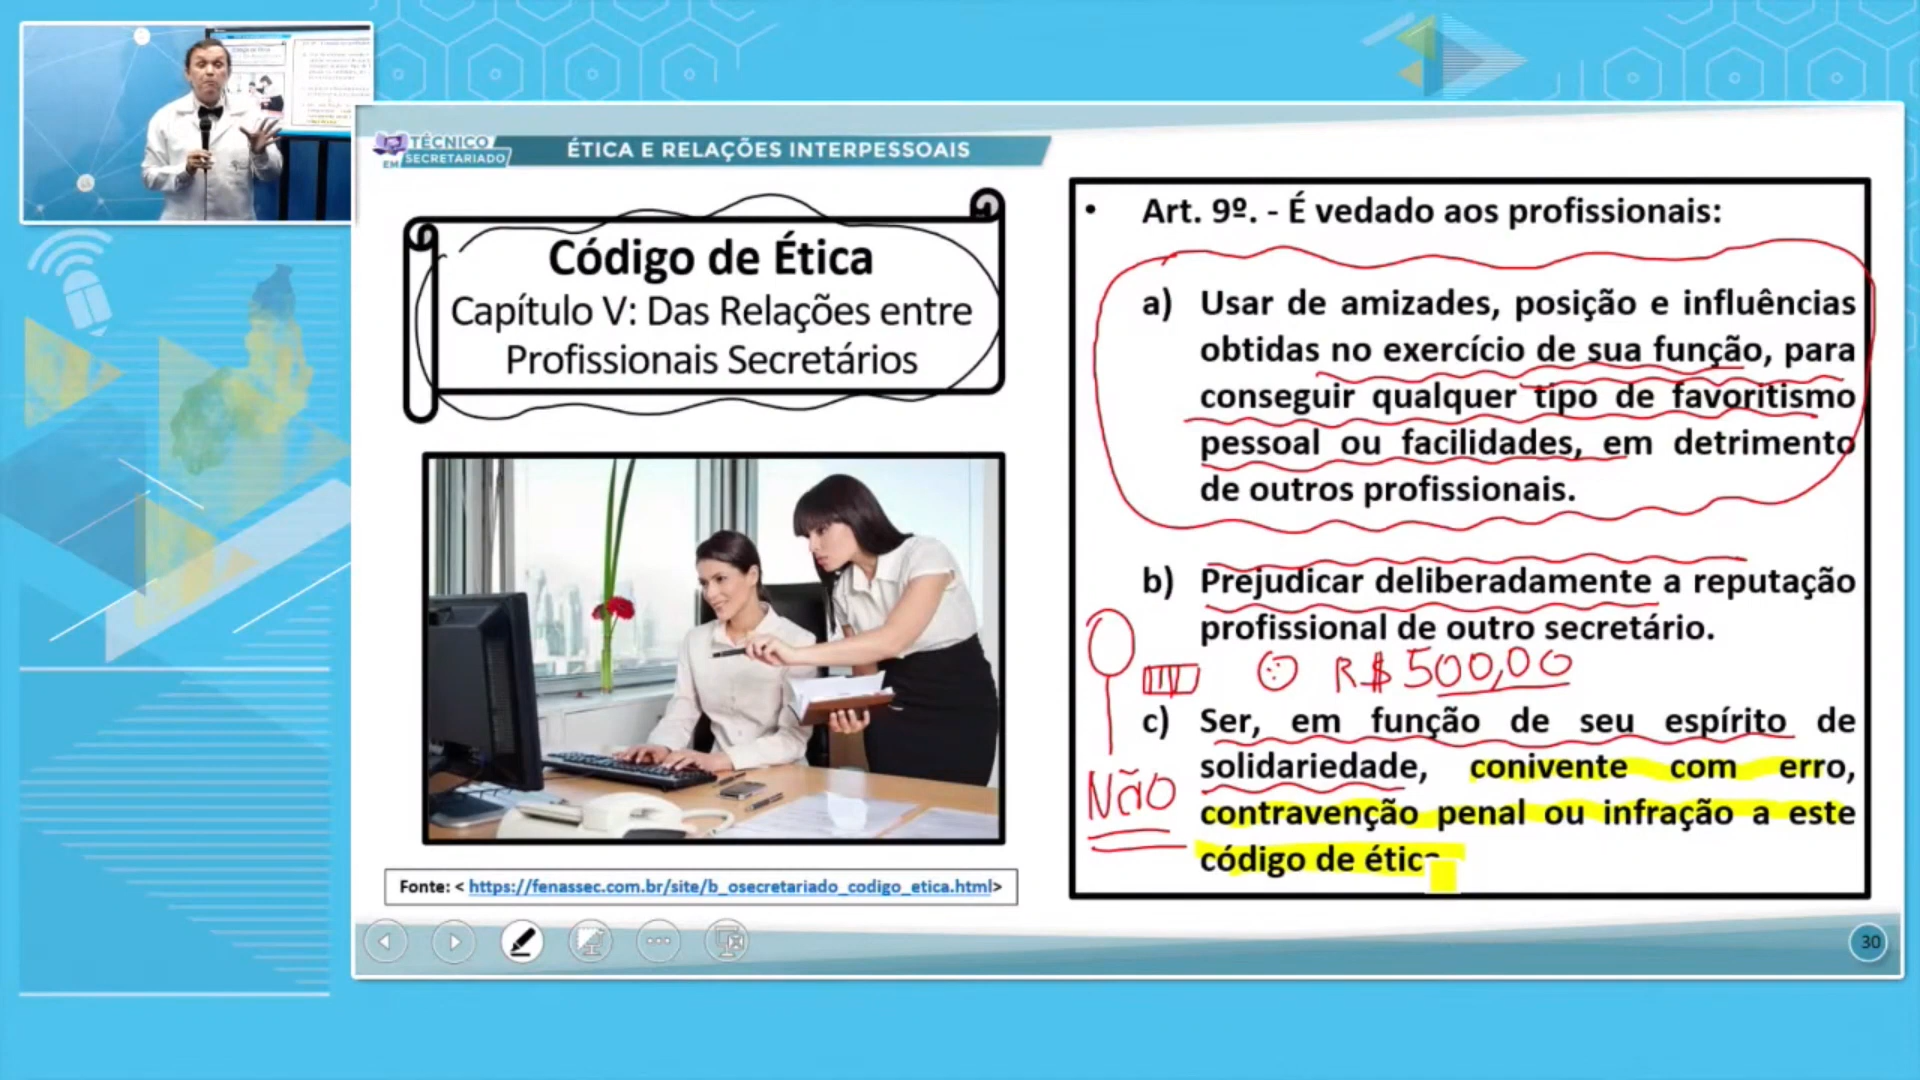 TÉCNICO
EM SECRETARIADO
ÉTICA E RELAÇÕES INTERPESSOAIS
Código de Ética
Capítulo V: Das Relações entre
Profissionais Secretários
Fonte: < https://fenassec.com.br/site/b_osecretariado_codigo_etica.html>
• Art. 9º. - É vedado aos profissionais:
a) Usar de amizades, posição e influências
obtidas no exercício de sua função, para
conseguir qualquer tipo de favoritismo
pessoal ou facilidades, em detrimento
de outros profissionais.
b) Prejudicar deliberadamente a reputação
profissional de outro secretário.
R$ 500,00
c) Ser, em função de seu espírito de
solidariedade, conivente com erro,
Não
contravenção penal ou infração a este
código de ética
30